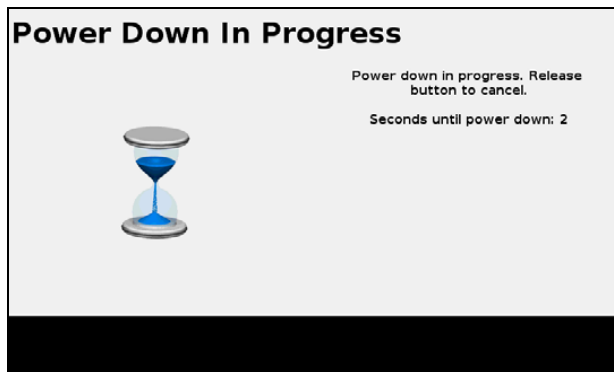 Power Down In Progress
Power down in progress. Release
button to cancel.
Seconds until power down: 2